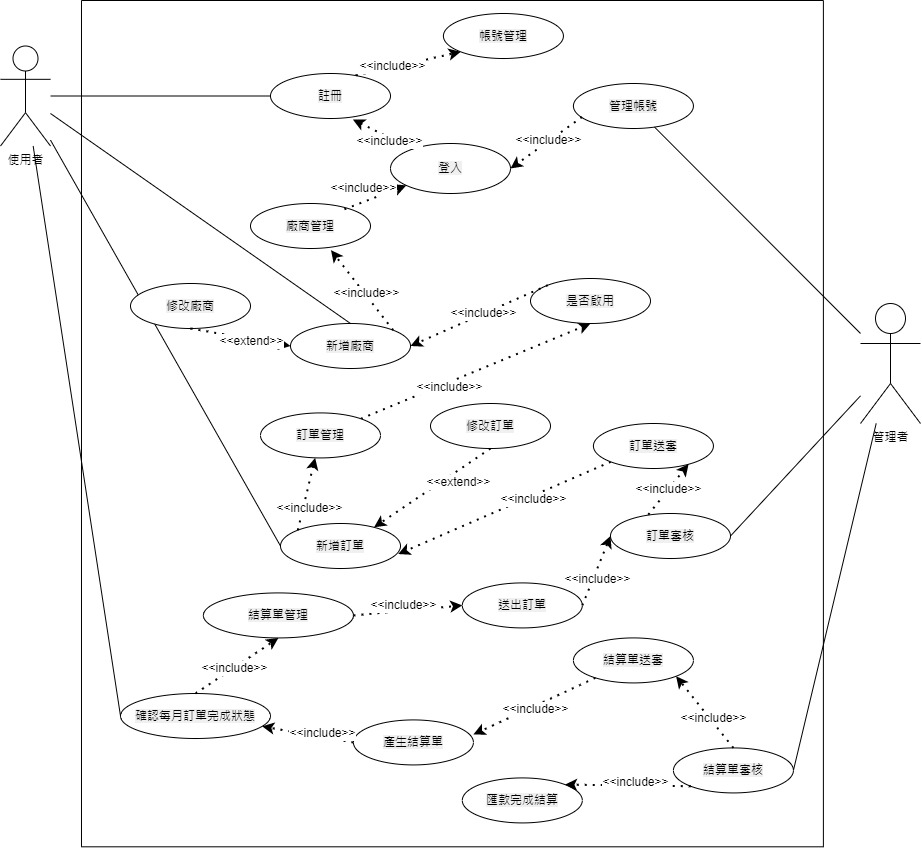 帳號管理
<<include>>
註冊
管理帳號
<<include>>
<<include>>
使用者
登入
<<include>>
廠商管理
<<include>>
是否啟用
修改廠商
<<include>>
<<extend>>
新增廠商
<<include>>
修改訂單
訂單管理
管理者
訂單送審
<<extend>>
<<include>>
<<include>>
<<include>>
訂單審核
新增訂單
<<include>>
送出訂單
<<include>>
結算單管理
結算單送審
<<include>>
<<include>>
確認每月訂單完成狀態
<<include>>
<<include>>
產生結算單
結算單審核
<<include>>
匯款完成結算